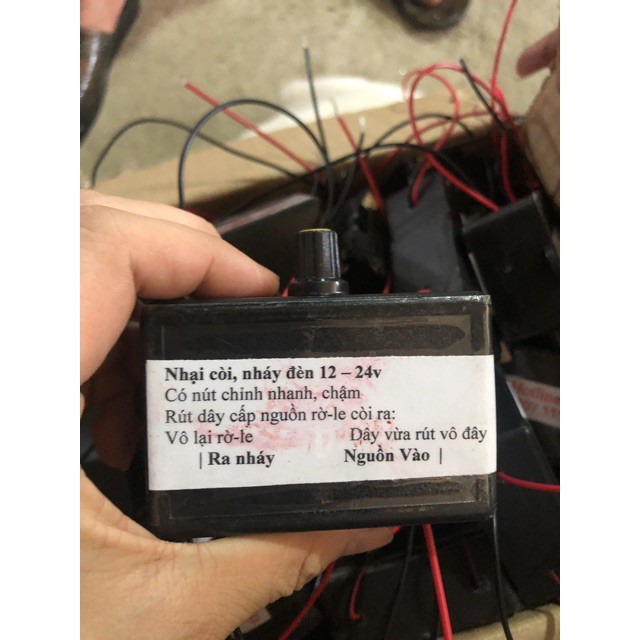 Nhại còi, nháy đèn 12 – 24v
Có nút chỉnh nhanh, chậm
Rút dây cấp nguồn rờ-le còi ra:
Vô lại rờ-le Dây vừa rút vô đây
| Ra nháy Nguồn Vào |